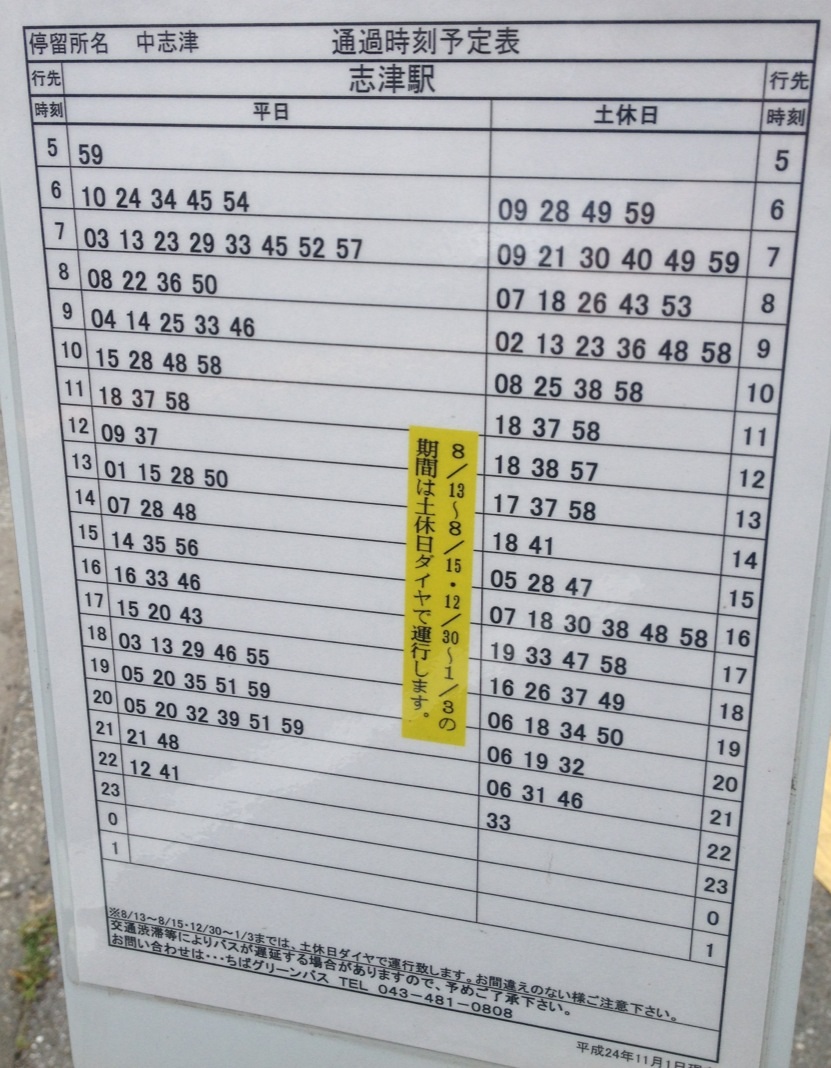 停留所名 中志津 通過時刻予定表
行先 志津駅 行先
時刻 平日 土休日 時刻
5 59 5
6 10 24 34 45 54 09 28 49 59 6
7 03 13 23 29 33 45 52 57 09 21 30 40 49 59 7
8 08 22 36 50 07 18 26 43 53 8
9 04 14 25 33 46 02 13 23 36 48 58 9
10 15 28 48 58 08 25 38 58 10
11 18 37 58 18 37 58 11
12 09 37 18 38 57 12
13 01 15 28 50 17 37 58 13
14 07 28 48 18 41 14
15 14 35 56 05 28 47 15
16 16 33 46 07 18 30 38 48 58 16
17 15 20 43 19 33 47 58 17
18 03 13 29 46 55 16 26 37 49 18
19 05 20 35 51 59 06 18 34 50 19
20 05 20 32 39 51 59 06 19 32 20
21 21 48 06 31 46 21
22 12 41 33 22
23 23
0 0
1 1
8/13~8/15・12/30~1/3の
期間は土休日ダイヤで運行します。
※8/13~8/15・12/30~1/3までは、土休日ダイヤで運行致します。お間違えのない様ご注意下さい。
交通渋滞等によりバスが遅延する場合がありますので、予めご了承下さい。
お問い合わせは・・・ちばグリーンバス TEL 043-481-0808
平成24年11月1日